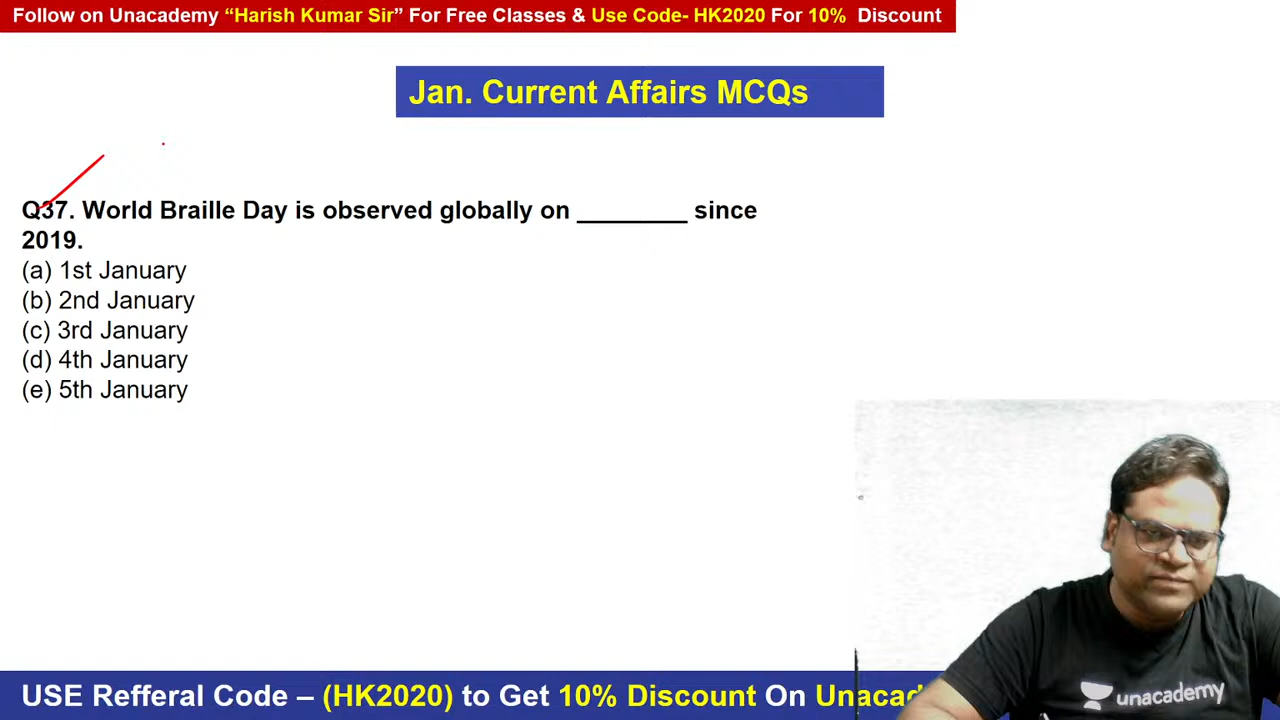 Follow on Unacademy “Harish Kumar Sir” For Free Classes & Use Code- HK2020 For 10% Discount
Jan. Current Affairs MCQs
Q37. World Braille Day is observed globally on ________ since
2019.
(a) 1st January
(b) 2nd January
(c) 3rd January
(d) 4th January
(e) 5th January
unacademy
USE Refferal Code – (HK2020) to Get 10% Discount On